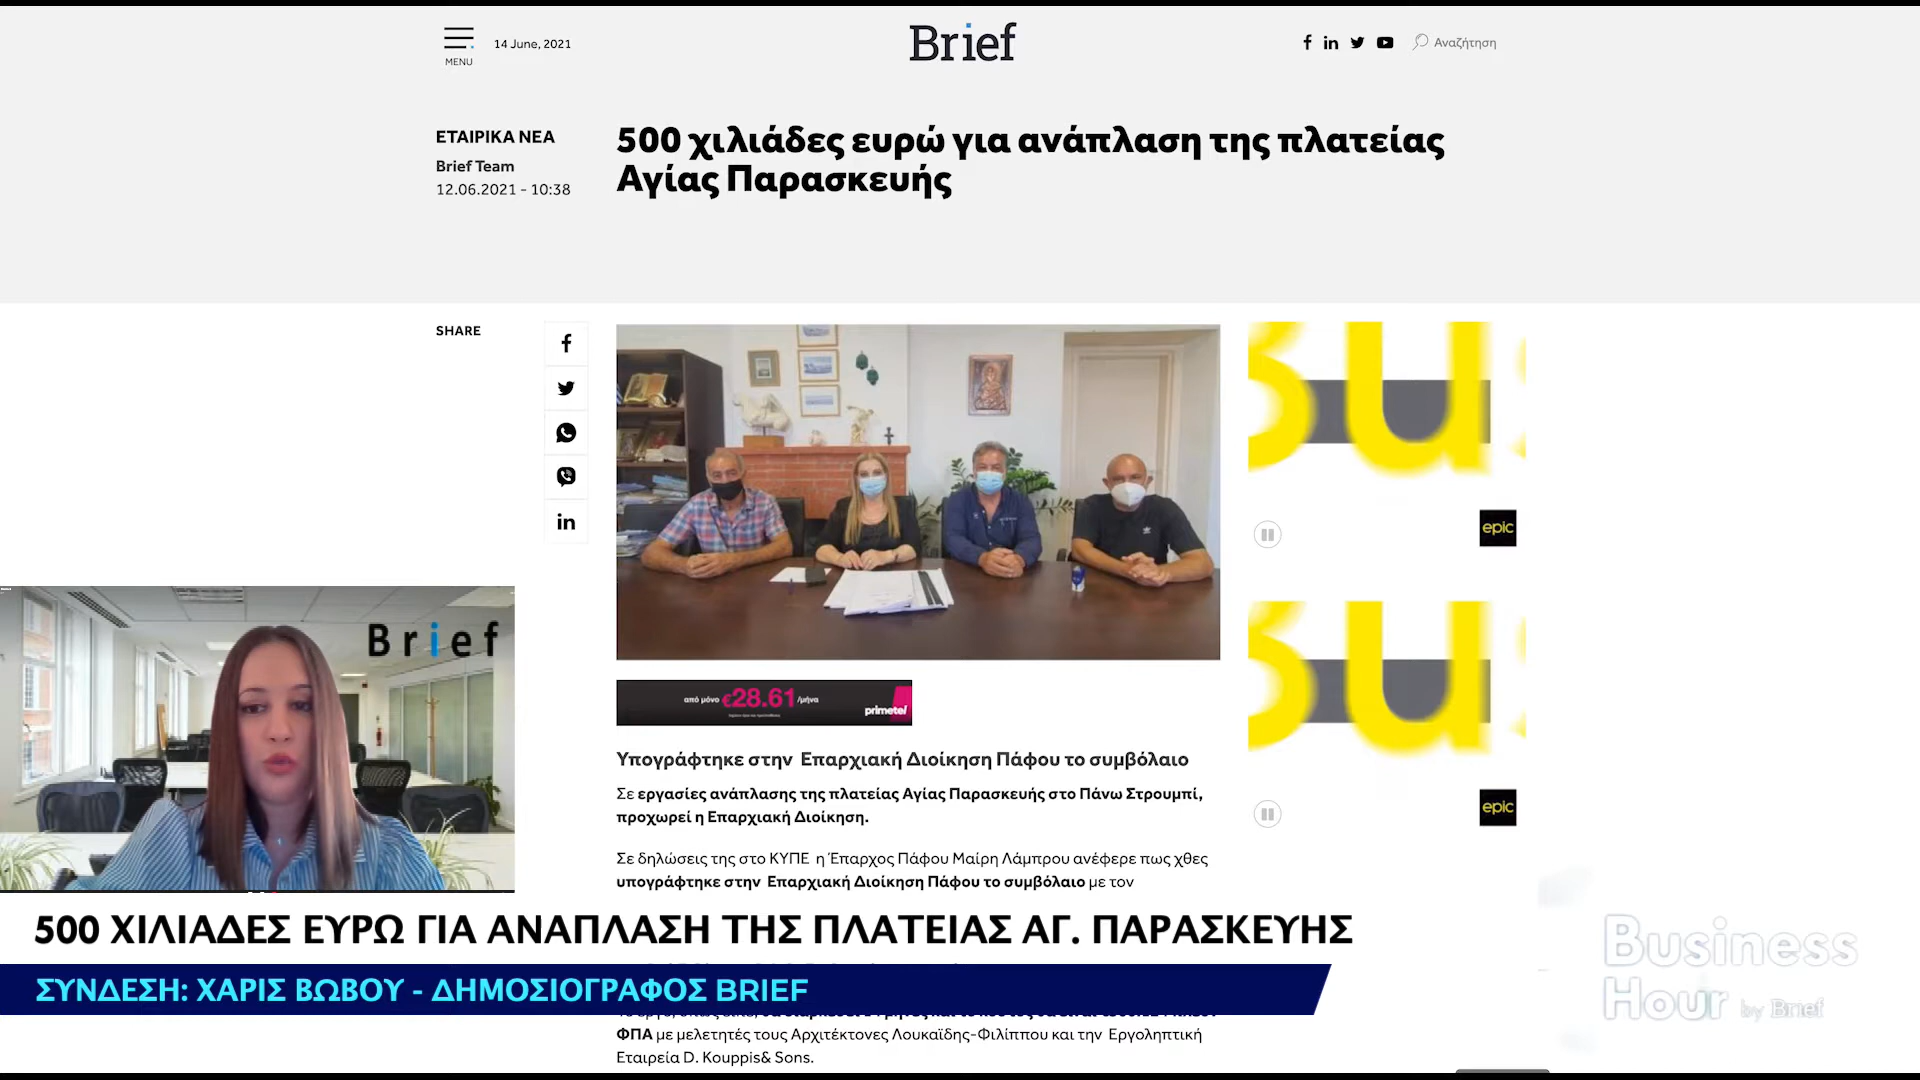 MENU
14 June, 2021
Brief
Αναζήτηση
ΕΤΑΙΡΙΚΑ ΝΕΑ
Brief Team
12.06.2021 - 10:38
500 χιλιάδες ευρώ για ανάπλαση της πλατείας
Αγίας Παρασκευής
SHARE
Bus
epic
Bus
epic
από μόνο €28.61/μήνα
primetel
Brief
Υπογράφτηκε στην Επαρχιακή Διοίκηση Πάφου το συμβόλαιο
Σε εργασίες ανάπλασης της πλατείας Αγίας Παρασκευής στο Πάνω Στρουμπί,
προχωρεί η Επαρχιακή Διοίκηση.
Σε δηλώσεις της στο ΚΥΠΕ η Έπαρχος Πάφου Μαίρη Λάμπρου ανέφερε πως χθες
υπογράφτηκε στην Επαρχιακή Διοίκηση Πάφου το συμβόλαιο με τον
500 ΧΙΛΙΑΔΕΣ ΕΥΡΩ ΓΙΑ ΑΝΑΠΛΑΣΗ ΤΗΣ ΠΛΑΤΕΙΑΣ ΑΓ. ΠΑΡΑΣΚΕΥΗΣ
ΣΥΝΔΕΣΗ: ΧΑΡΙΣ ΒΩΒΟΥ - ΔΗΜΟΣΙΟΓΡΑΦΟΣ BRIEF
Business
Hour by Brief
ΦΠΑ με μελετητές τους Αρχιτέκτονες Λουκαϊδης-Φιλίππου και την Εργοληπτική
Εταιρεία D. Kouppis& Sons.